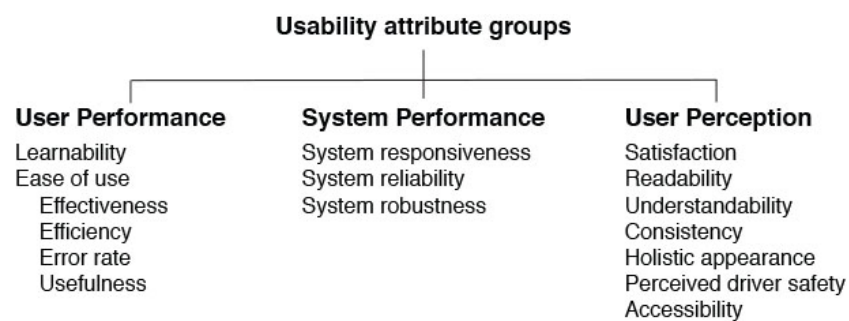 Usability attribute groups
User Performance
Learnability
Ease of use
Effectiveness
Efficiency
Error rate
Usefulness
System Performance
System responsiveness
System reliability
System robustness
User Perception
Satisfaction
Readability
Understandability
Consistency
Holistic appearance
Perceived driver safety
Accessibility